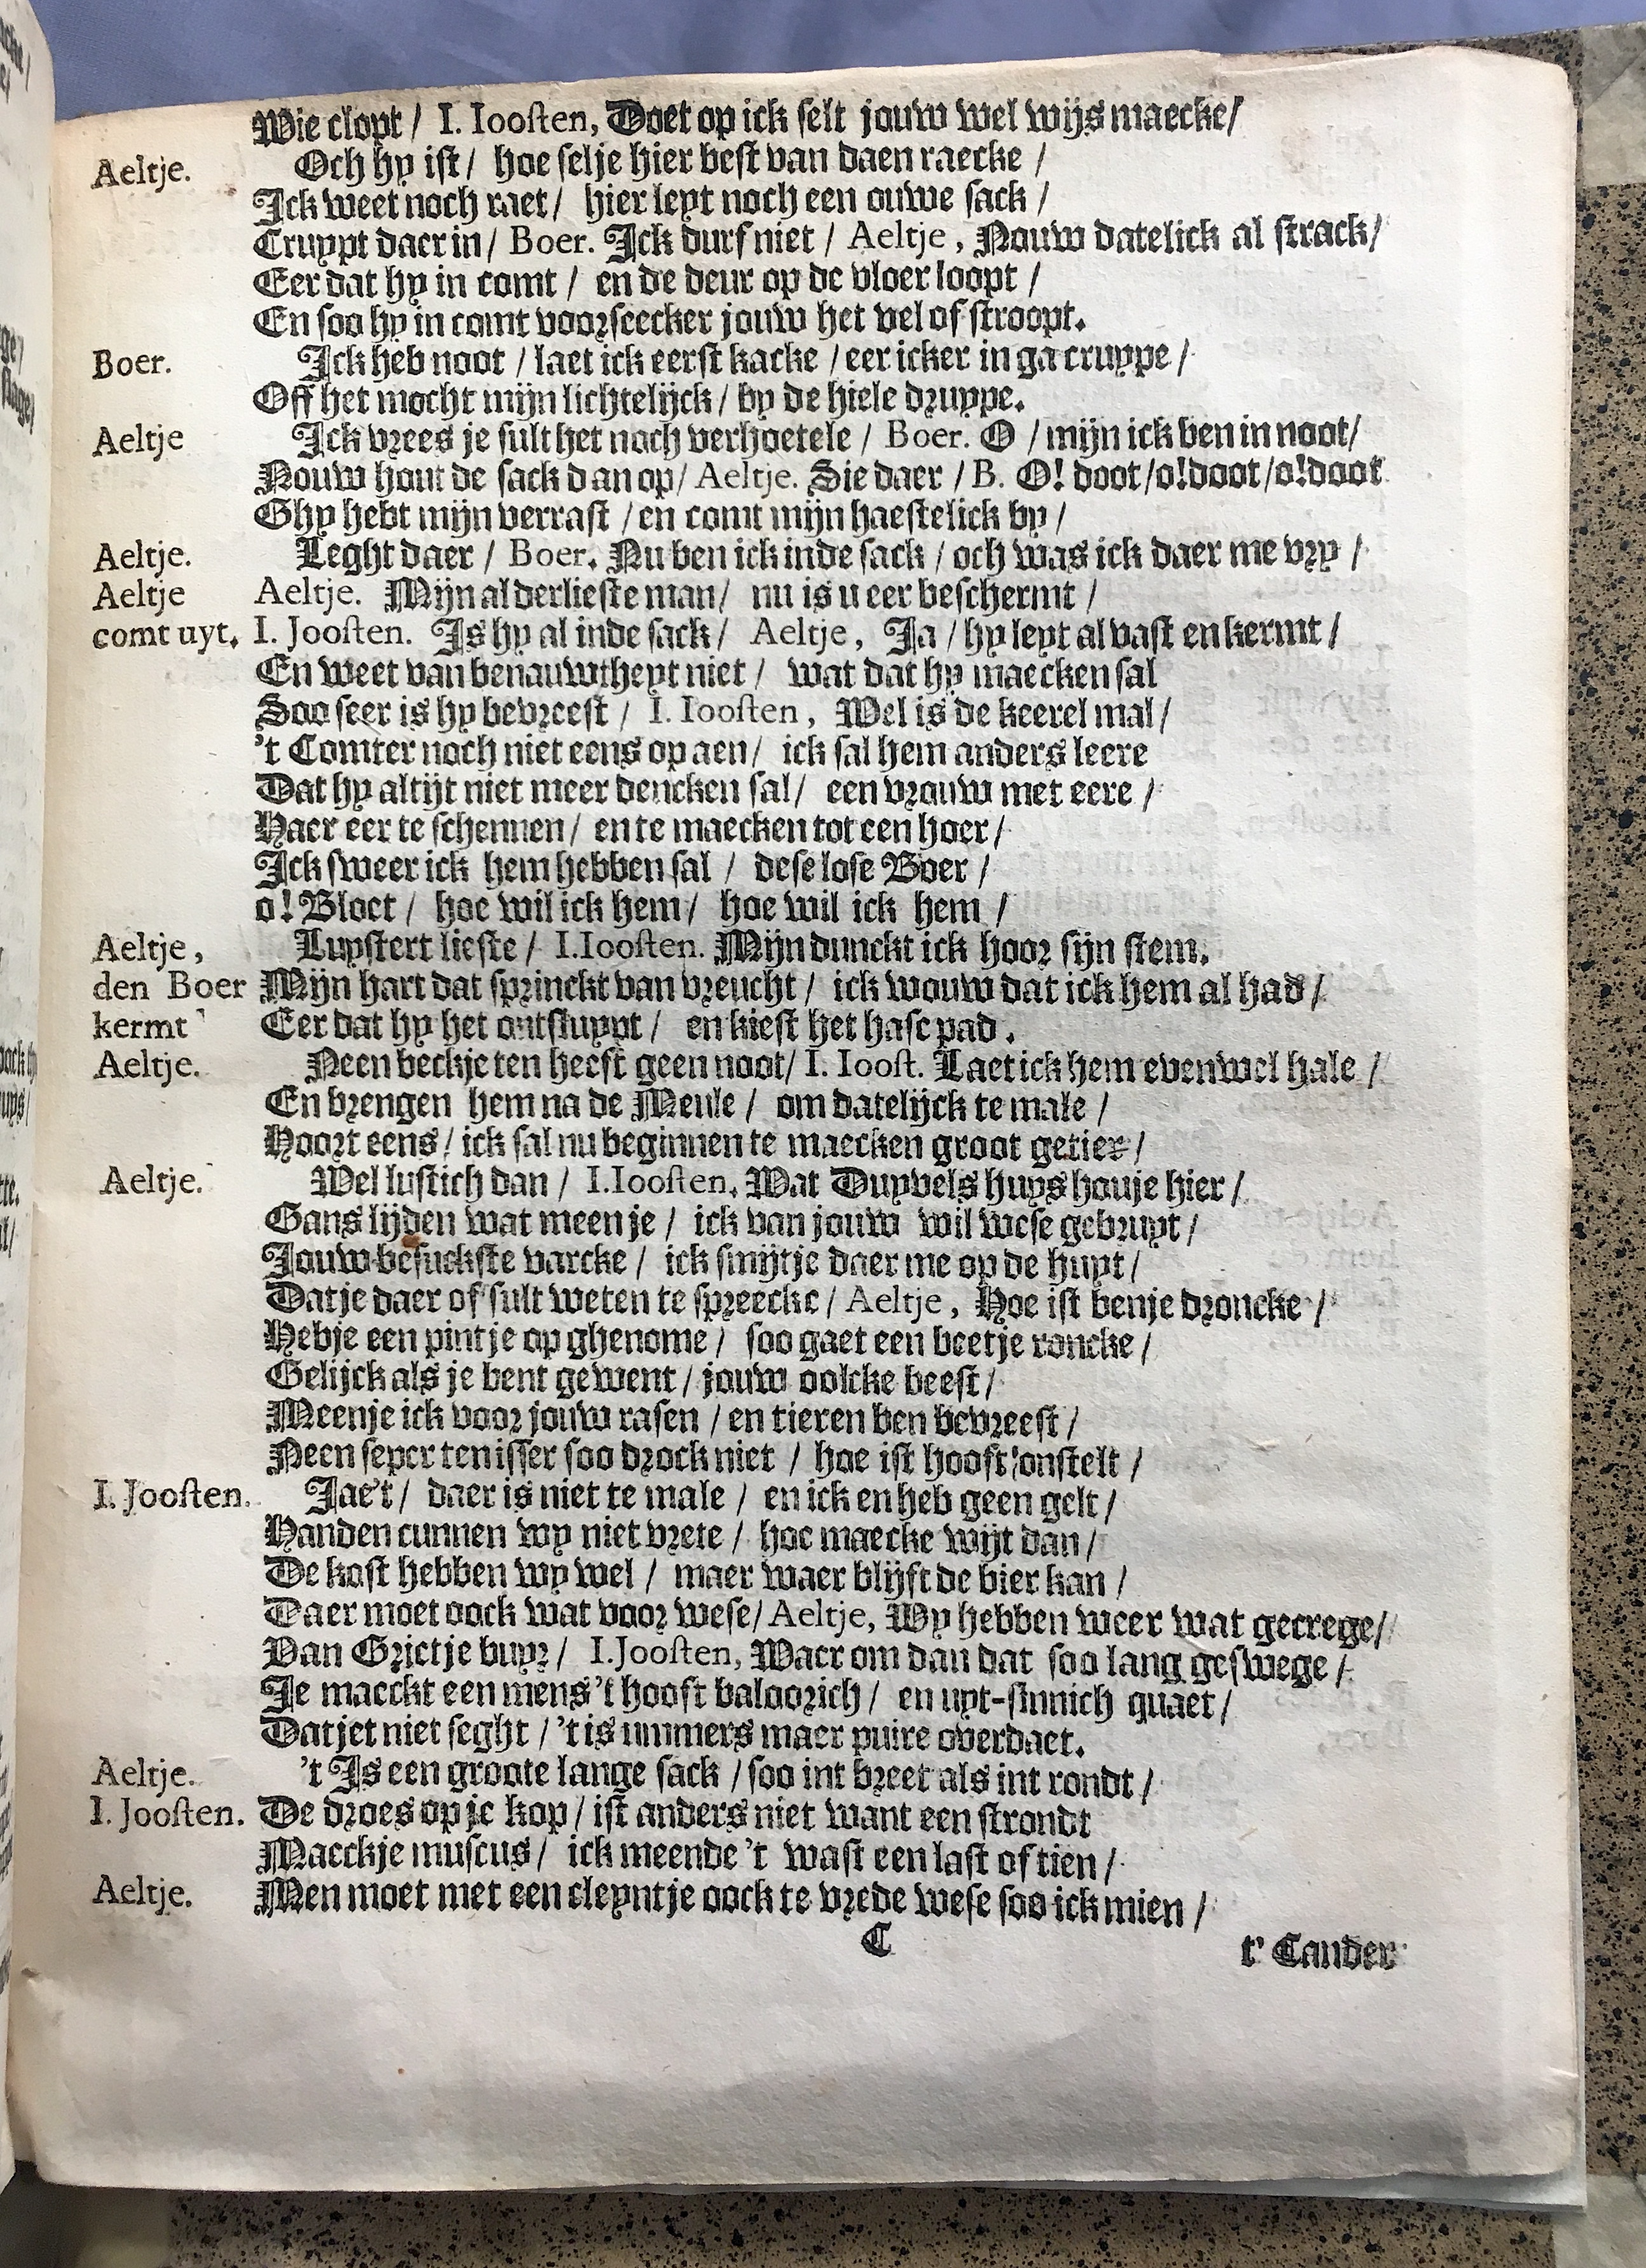 Wie clopt / I. Ioosten, Doet op ick selt jouw wel wijs maecke/
Aeltje. Och hy ist / hoe selje hier best van daen raecke /
Ick weet noch raet / hier leyt noch een ouwe sack /
Cruypt daer in / Boer. Ick durf niet / Aeltje, Nouw datelick al strack/
Eer dat hy in comt / en de deur op de vloer loopt /
En soo hy in comt voorseecker jouw het vel of stroopt.
Boer. Ick heb noot / laet ick eerst kacke / eer icker in ga cruype /
Off het mocht mijn lichtelijck / by de hiele druype.
Aeltje Ick vrees je sult het noch verhoetele / Boer. O / mijn ick ben in noot/
Nouw hout de sack dan op / Aeltje. Sie daer / B. O! doot /o!doot /o!doot
Ghy hebt mijn verrast / en comt mijn haestelick by /
Aeltje. Leght daer / Boer. Nu ben ick inde sack / och was ick daer me vry /
Aeltje Aeltje. Mijn alderlieste man / nu is u eer beschermt /
comt uyt. I. Joosten. Is hy al inde sack / Aeltje, Ja / hy leyt al vast en kermt /
En weet van benauwtheyt niet / wat dat hy maecken sal
Soo seer is hy bevreest / I. Ioosten, Wel is de keerel mal /
't Comter noch niet eens op aen / ick sal hem anders leere
Dat hy altijt niet meer dencken sal / een vrouw met eere /
Haer eer te schennen / en te maecken tot een hoer /
Ick sweer ick hem hebben sal / dese lose Boer /
o! Bloet / hoe wil ick hem / hoe wil ick hem /
Aeltje, Luystert lieste / I. Ioosten. Mijn dunckt ick hoor sijn stem.
den Boer Mijn hart dat sprinckt van vreucht / ick wouw dat ick hem al had /
kermt Eer dat hy het ontsluypt / en kiest het hase pad.
Aeltje. Neen beckje ten heeft geen noot / I. Ioost. Laet ick hem evenwel hale /
En brengen hem na de Meule / om datelijck te male /
Hoort eens / ick sal nu beginnen te maecken groot getier /
Aeltje. Wel lustich dan / I. Ioosten. Wat Duyvels huys houje hier /
Gans lijden wat meen je / ick van jouw wil wese gebruyt /
Jouw besuckste varcke / ick smijtje daer me op de huyt /
Datje daer of sult weten te spreecke / Aeltje, Hoe ist benje droncke /
Hebje een pintje op ghenome / soo gaet een beetje roncke /
Gelijck als je bent gewent / jouw oolcke beest /
Meenje ick voor jouw rasen / en tieren ben bevreest /
Neen seper ten isser soo drock niet / hoe ist hooft 'onstelt /
I. Joosten. Jae't / daer is niet te male / en ick en heb geen gelt /
Handen cunnen wy niet vrete / hoe maecke wijt dan /
De kost hebben wy wel / maer waer blijft de bier kan /
Daer moet oock wat voor wese / Aeltje, Wy hebben weer wat gecrege /
Van Grietje buyr / I. Joosten, Waer om dan dat soo lang geswege /
Je maeckt een mens 't hooft baloorich / en uyt-sinnich quaet /
Datjet niet seght / 't is ummers maer puire overdaet.
Aeltje. 't Is een groote lange sack / soo int breet als int rondt /
I. Joosten. De droes op je kop / ist anders niet want een strondt
Maeckje muscus / ick meende 't wast een last of tien /
Aeltje. Men moet met een cleyntje oock te vrede wese soo ick mien /
C
t' Cander